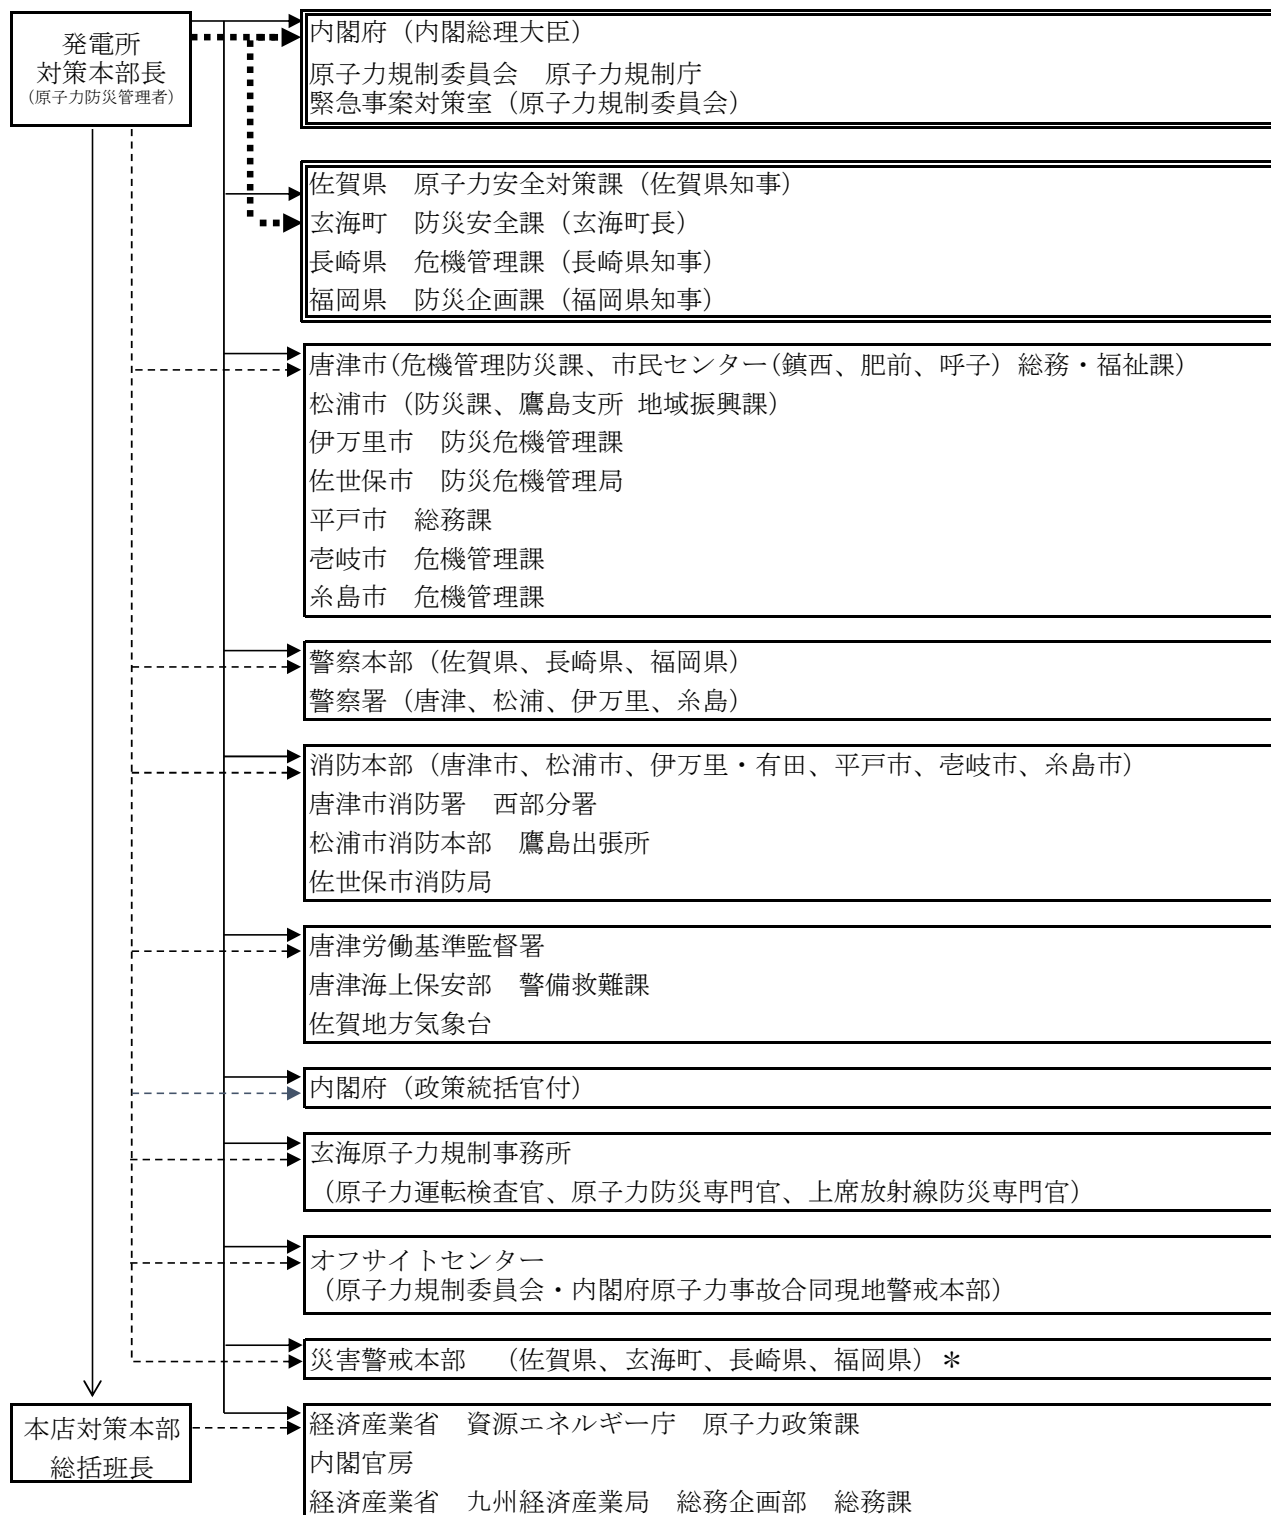 発電所
対策本部長
(原子力防災管理者)
内閣府（内閣総理大臣）
原子力規制委員会　原子力規制庁
緊急事案対策室（原子力規制委員会）
佐賀県　原子力安全対策課（佐賀県知事）
玄海町　防災安全課（玄海町長）
長崎県　危機管理課（長崎県知事）
福岡県　防災企画課（福岡県知事）
唐津市(危機管理防災課、市民センター(鎮西、肥前、呼子）総務・福祉課）
松浦市（防災課、鷹島支所 地域振興課）
伊万里市　防災危機管理課
佐世保市　防災危機管理局
平戸市　総務課
壱岐市　危機管理課
糸島市　危機管理課
警察本部（佐賀県、長崎県、福岡県）
警察署（唐津、松浦、伊万里、糸島）
消防本部（唐津市、松浦市、伊万里・有田、平戸市、壱岐市、糸島市）
唐津市消防署　西部分署
松浦市消防本部　鷹島出張所
佐世保市消防局
唐津労働基準監督署
唐津海上保安部　警備救難課
佐賀地方気象台
内閣府（政策統括官付）
玄海原子力規制事務所
（原子力運転検査官、原子力防災専門官、上席放射線防災専門官）
オフサイトセンター
（原子力規制委員会・内閣府原子力事故合同現地警戒本部）
災害警戒本部　（佐賀県、玄海町、長崎県、福岡県）＊
本店対策本部
総括班長
経済産業省　資源エネルギー庁　原子力政策課
内閣官房
経済産業省　九州経済産業局　総務企画部　総務課